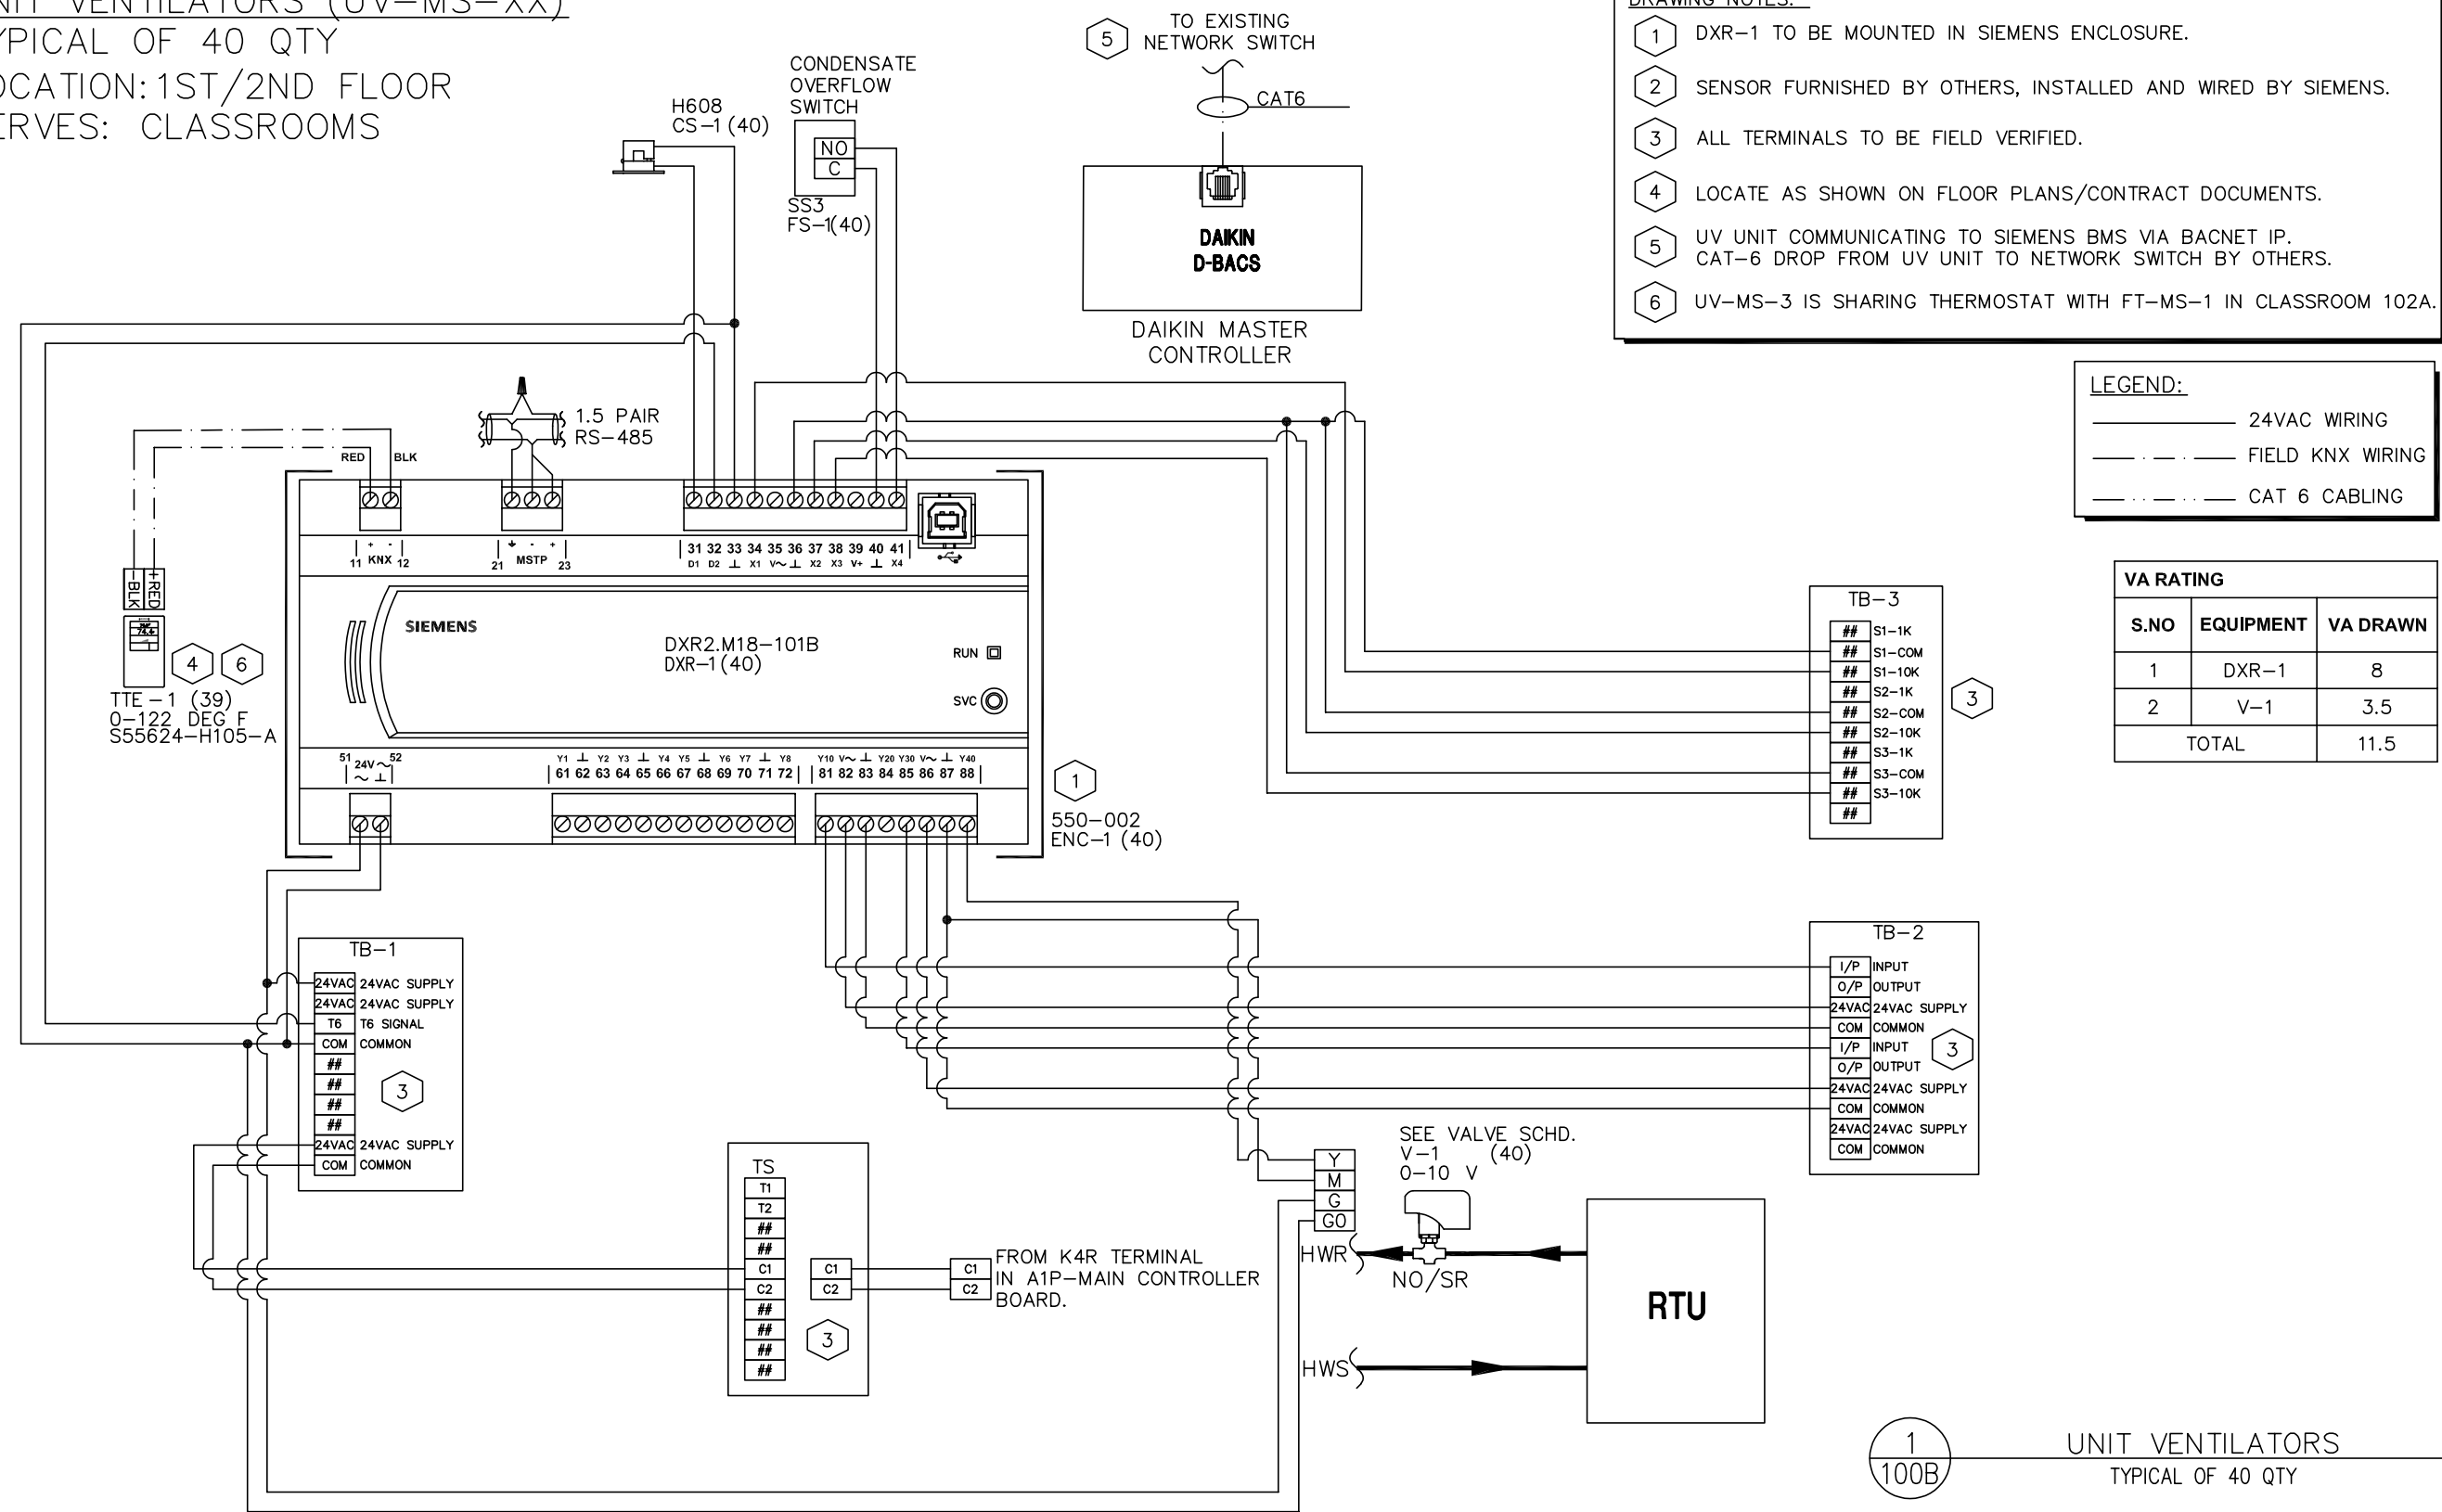 NIT VENTILATORS (UV-MS-XX)
YPICAL OF 40 QTY
OCATION: 1ST/2ND FLOOR
ERVES: CLASSROOMS
H608
CS-1 (40)
CONDENSATE
OVERFLOW
SWITCH
NO
C
SS3
FS-1(40)
5
TO EXISTING
NETWORK SWITCH
CAT6
DAIKIN
D-BACS
DAIKIN MASTER
CONTROLLER
DRAWING NOTES:
1 DXR-1 TO BE MOUNTED IN SIEMENS ENCLOSURE.
2 SENSOR FURNISHED BY OTHERS, INSTALLED AND WIRED BY SIEMENS.
3 ALL TERMINALS TO BE FIELD VERIFIED.
4 LOCATE AS SHOWN ON FLOOR PLANS/CONTRACT DOCUMENTS.
5 UV UNIT COMMUNICATING TO SIEMENS BMS VIA BACNET IP.
CAT-6 DROP FROM UV UNIT TO NETWORK SWITCH BY OTHERS.
6 UV-MS-3 IS SHARING THERMOSTAT WITH FT-MS-1 IN CLASSROOM 102A.
LEGEND:
24VAC WIRING
FIELD KNX WIRING
CAT 6 CABLING
VA RATING
S.NO EQUIPMENT VA DRAWN
1 DXR-1 8
2 V-1 3.5
TOTAL 11.5
1.5 PAIR
RS-485
RED BLK
+ -
11 KNX 12
- +
21 MSTP 23
31 32 33 34 35 36 37 38 39 40 41
D1 D2 ⊥ X1 V~ ⊥ X2 X3 V+ ⊥ X4
-BLK
+RED
74.4
4 6
TTE-1 (39)
0-122 DEG F
S55624-H105-A
SIEMENS
DXR2.M18-101B
DXR-1 (40)
RUN
SVC
51 24V~ 52
~ ⊥
Y1 ⊥ Y2 Y3 ⊥ Y4 Y5 ⊥ Y6 Y7 ⊥ Y8
61 62 63 64 65 66 67 68 69 70 71 72
Y10 V~ ⊥ Y20 Y30 V~ ⊥ Y40
81 82 83 84 85 86 87 88
1
550-002
ENC-1 (40)
TB-3
## S1-1K
## S1-COM
## S1-10K
## S2-1K
## S2-COM
## S2-10K
## S3-1K
## S3-COM
## S3-10K
##
3
TB-1
24VAC 24VAC SUPPLY
24VAC 24VAC SUPPLY
T6 T6 SIGNAL
COM COMMON
##
##
##
##
24VAC 24VAC SUPPLY
COM COMMON
3
TB-2
I/P INPUT
O/P OUTPUT
24VAC 24VAC SUPPLY
COM COMMON
I/P INPUT
O/P OUTPUT
24VAC 24VAC SUPPLY
COM COMMON
24VAC 24VAC SUPPLY
COM COMMON
3
TS
T1
T2
##
##
C1
C2
##
##
##
##
C1
C2
3
C1
C2
FROM K4R TERMINAL
IN A1P-MAIN CONTROLLER
BOARD.
Y
M
G
G0
SEE VALVE SCHD.
V-1 (40)
0-10 V
HWR
NO/SR
HWS
RTU
1
100B
UNIT VENTILATORS
TYPICAL OF 40 QTY